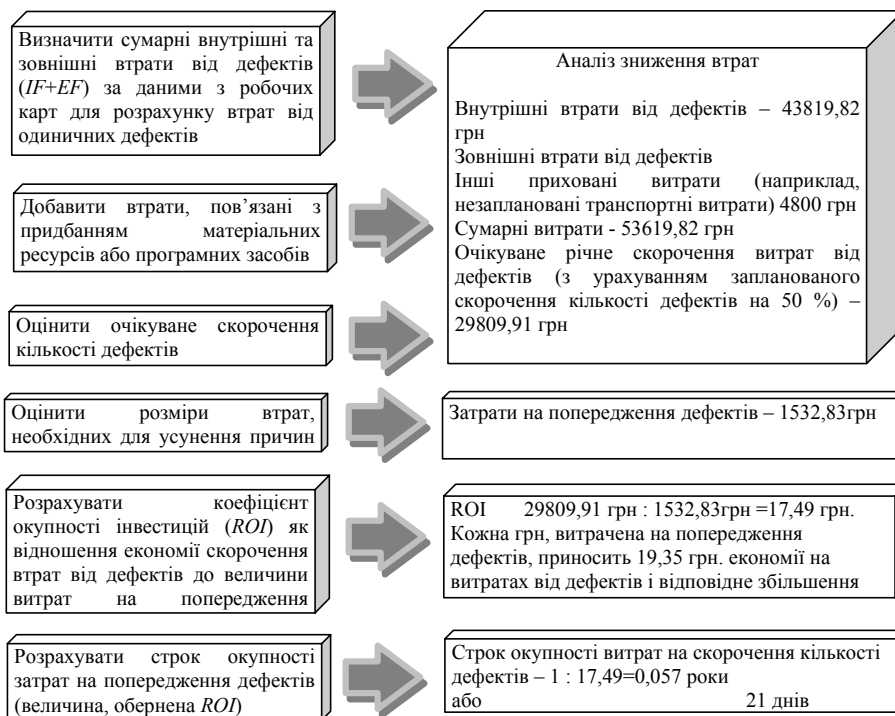 Визначити сумарні внутрішні та
зовнішні втрати від дефектів
(IF+EF) за даними з робочих
карт для розрахунку втрат від
одиничних дефектів
Аналіз зниження втрат
Внутрішні втрати від дефектів – 43819,82
грн
Зовнішні втрати від дефектів
Інші приховані витрати (наприклад,
незаплановані транспортні витрати) 4800 грн
Сумарні витрати - 53619,82 грн
Очікуване річне скорочення витрат від
дефектів (з урахуванням запланованого
скорочення кількості дефектів на 50 %) –
29809,91 грн
Добавити втрати, пов’язані з
придбанням матеріальних
ресурсів або програмних засобів
Оцінити очікуване скорочення
кількості дефектів
Оцінити розміри втрат,
необхідних для усунення причин
Затрати на попередження дефектів – 1532,83грн
Розрахувати коефіцієнт
окупності інвестицій (ROI) як
відношення економії скорочення
втрат від дефектів до величини
витрат на попередження
ROI 29809,91 грн : 1532,83грн =17,49 грн.
Кожна грн, витрачена на попередження
дефектів, приносить 19,35 грн. економії на
витратах від дефектів і відповідне збільшення
Розрахувати строк окупності
затрат на попередження дефектів
(величина, обернена ROI)
Строк окупності витрат на скорочення кількості
дефектів – 1 : 17,49=0,057 роки
або 21 днів